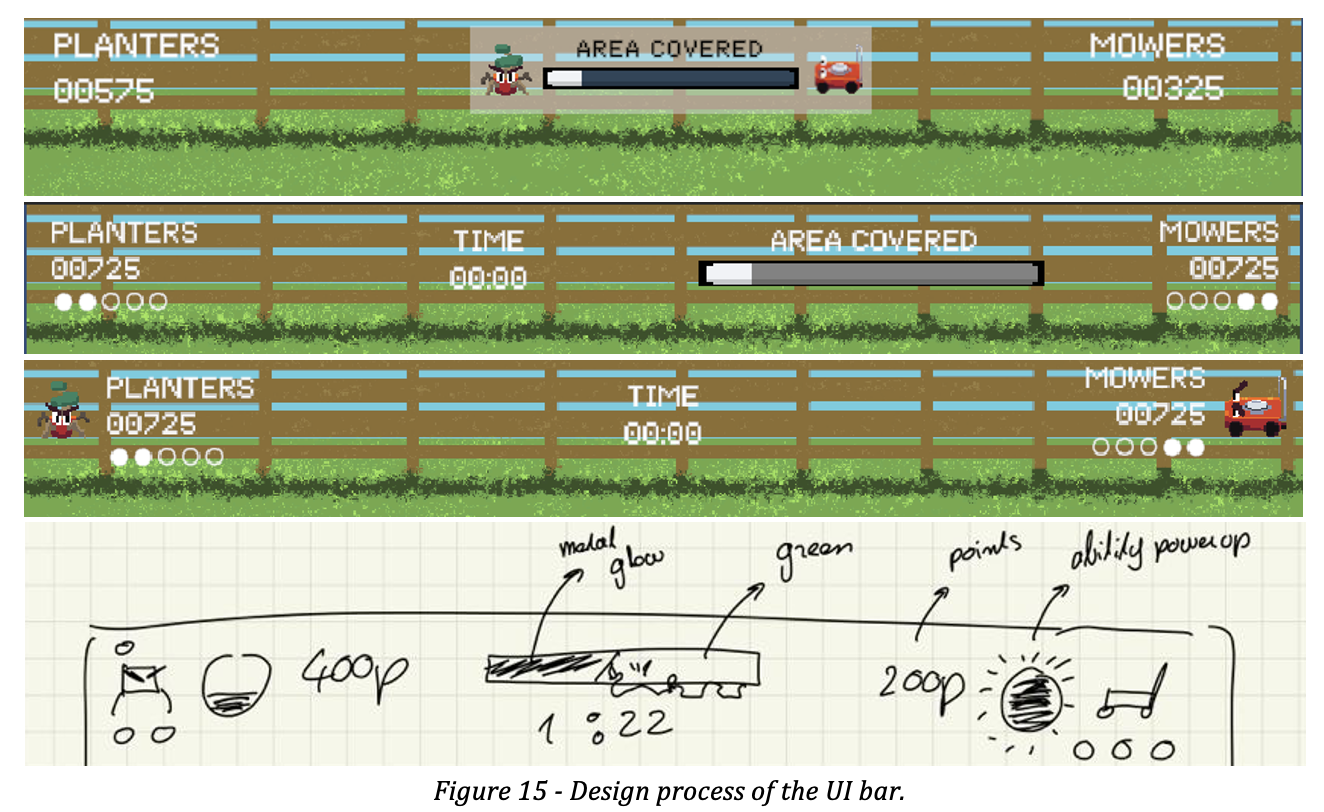 PLANTERS AREA COVERED MOWERS
00575 00325
PLANTERS TIME AREA COVERED MOWERS
00725 00:00 00725
PLANTERS TIME MOWERS
00725 00:00 00725
metal glow green points ability powerup
400p 200p
1:22
Figure 15 - Design process of the UI bar.